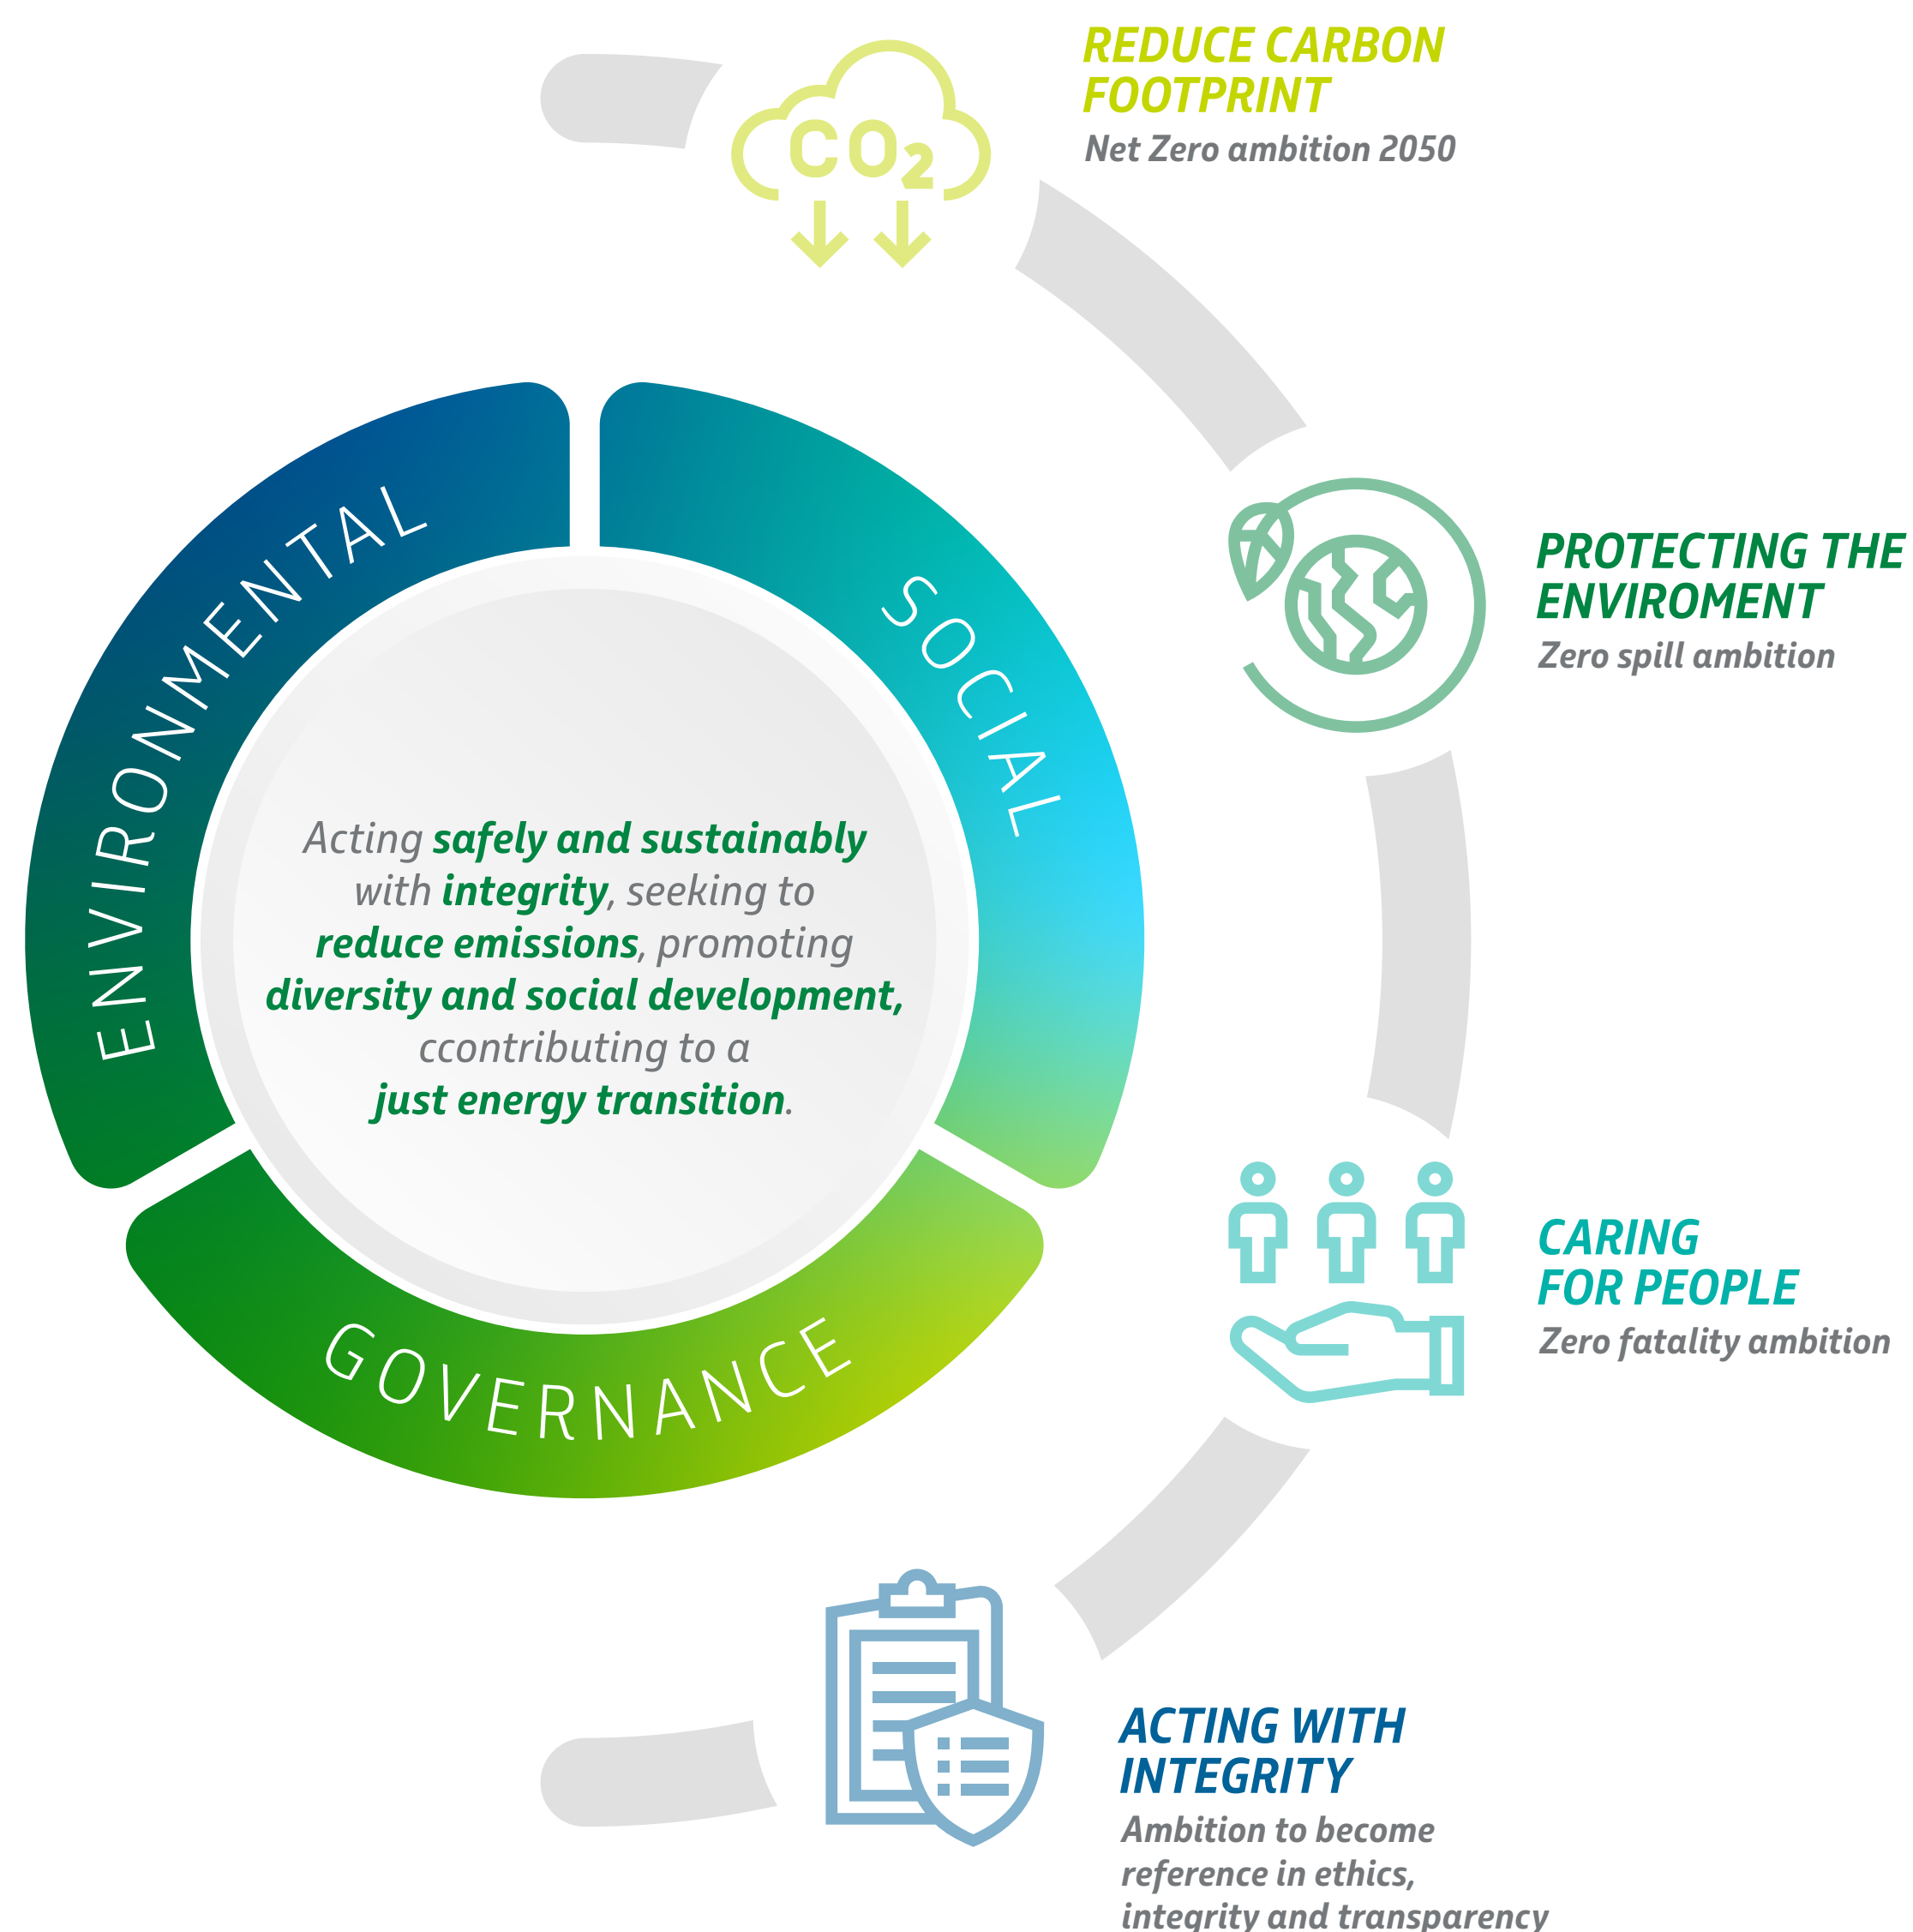 REDUCE CARBON
FOOTPRINT
Net Zero ambition 2050
CO2
PROTECTING THE
ENVIROMENT
Zero spill ambition
ENVIRONMENTAL
SOCIAL
GOVERNANCE
Acting safely and sustainably
with integrity, seeking to
reduce emissions, promoting
diversity and social development,
ccontributing to a
just energy transition.
CARING
FOR PEOPLE
Zero fatality ambition
ACTING WITH
INTEGRITY
Ambition to become
reference in ethics,
integrity and transparency